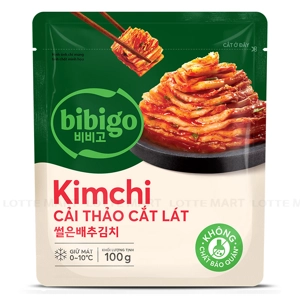 CẮT Ở ĐÂY
bibigo
비비고
Kimchi
CẢI THẢO CẮT LÁT
썰은배추김치
KHÔNG
CHẤT BẢO QUẢN
GIỮ MÁT
0-10°C
KHỐI LƯỢNG TỊNH
100g
LOTTE MART